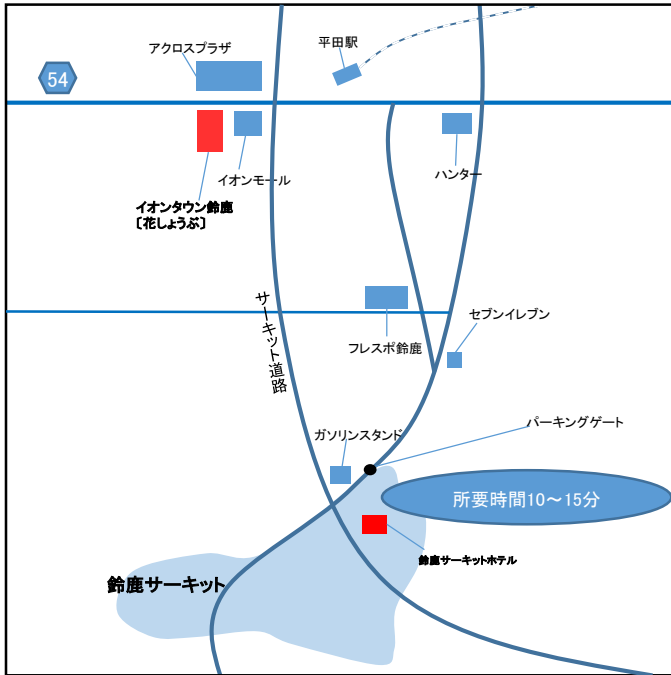 アクロスプラザ
平田駅
54
イオンモール
ハンター
イオンタウン鈴鹿
〔花しょうぶ〕
サーキット道路
セブンイレブン
フレスポ鈴鹿
ガソリンスタンド
パーキングゲート
所要時間10～15分
鈴鹿サーキットホテル
鈴鹿サーキット